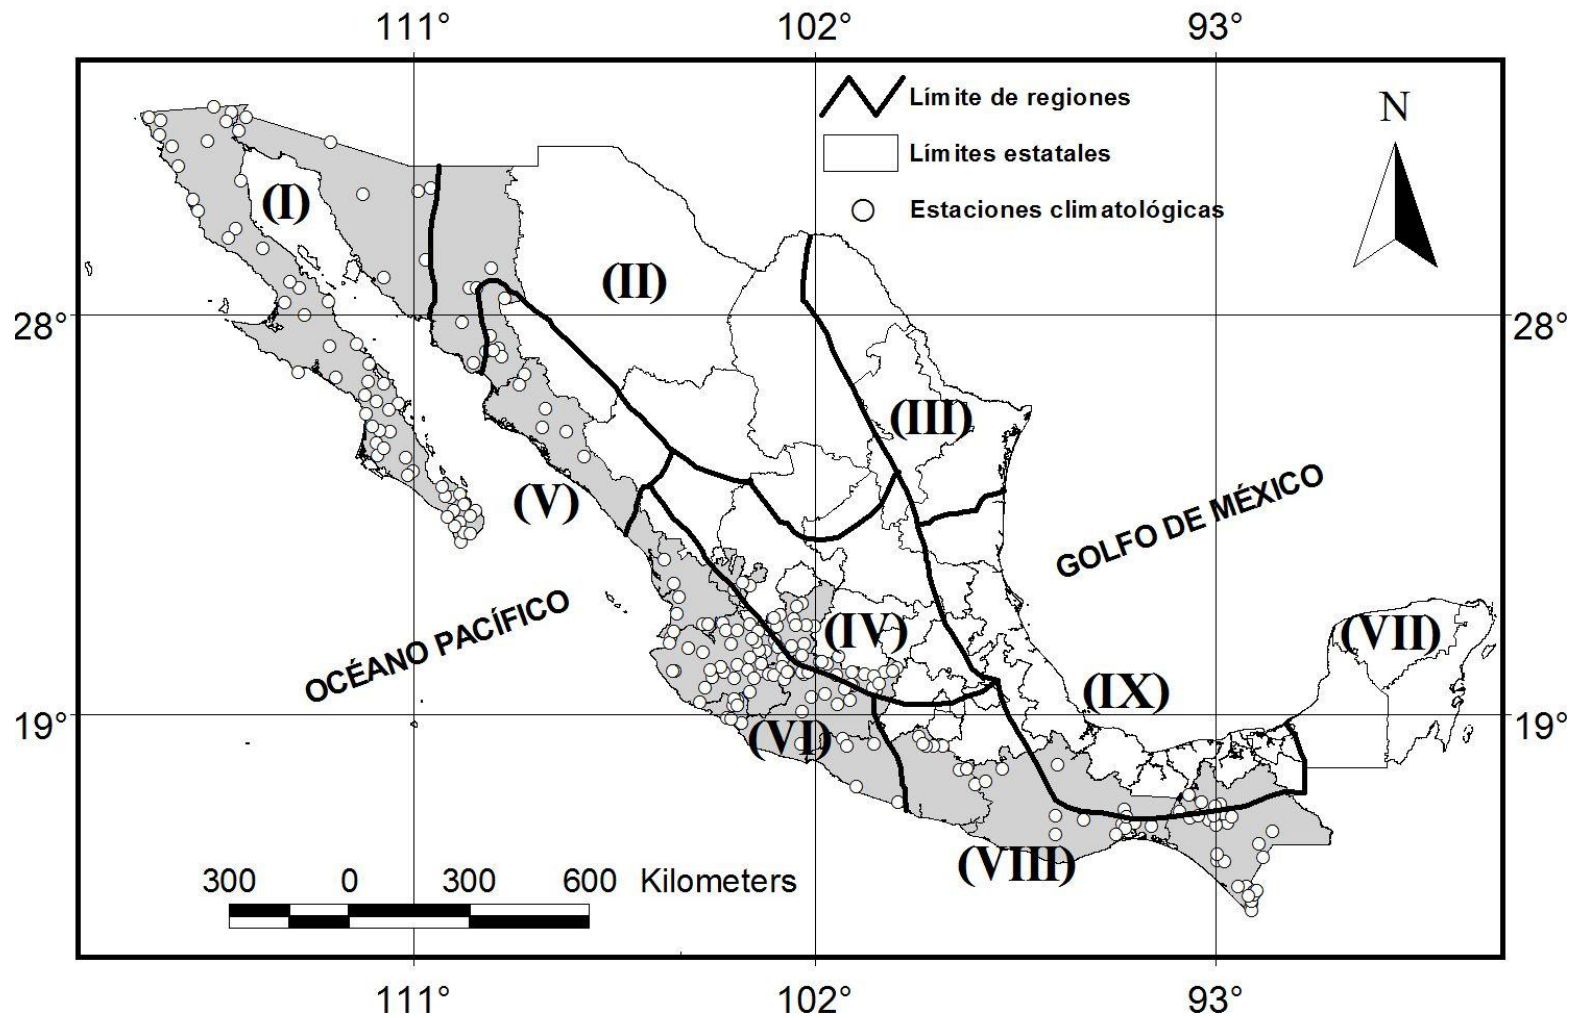 111° 102° 93°
Límite de regiones
Límites estatales
Estaciones climatológicas
N
(I)
(II)
28° 28°
(III)
(V)
GOLFO DE MÉXICO
OCÉANO PACÍFICO
(IV)
(VII)
(IX)
19° 19°
(VI)
(VIII)
300 0 300 600 Kilometers
111° 102° 93°